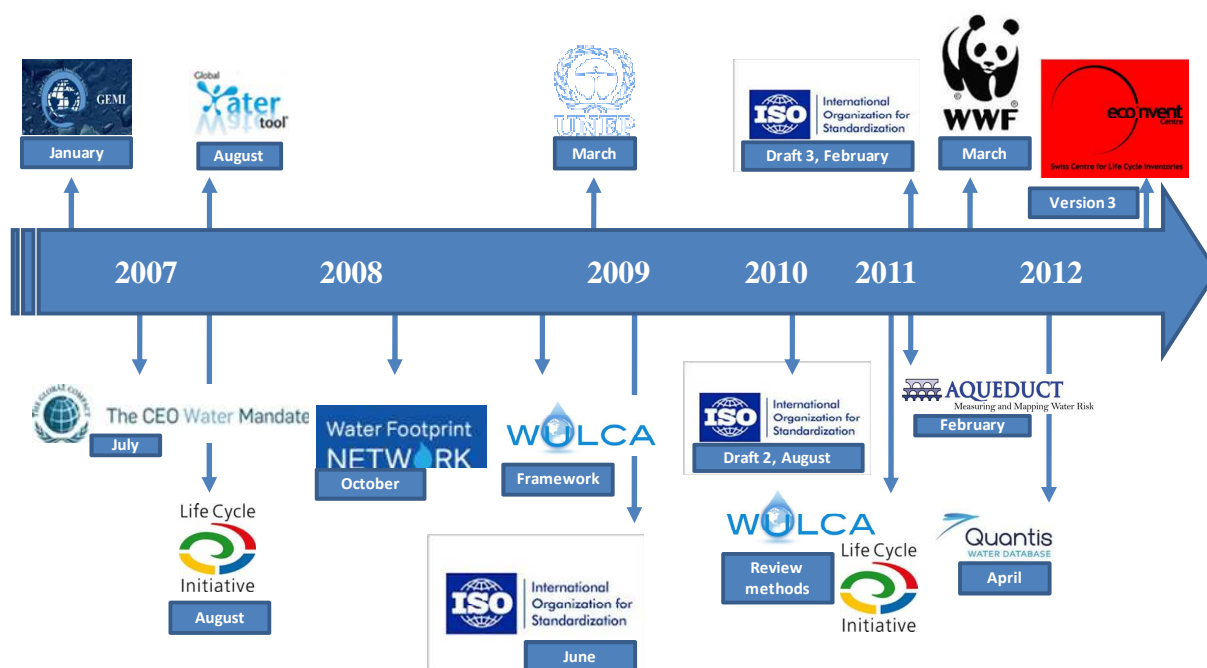 GEMI
January
Global
Water
tool
August
UNEP
March
ISO
International
Organization for
Standardization
Draft 3, February
©
®
WWF
March
ecoinvent
Centre
Swiss Centre for Life Cycle Inventories
Version 3
2007
2008
2009
2010
2011
2012
THE GLOBAL COMPACT
The CEO Water Mandate
July
Life Cycle
Initiative
August
Water Footprint
NETWORK
October
WULCA
Framework
ISO
International
Organization for
Standardization
June
ISO
International
Organization for
Standardization
Draft 2, August
WULCA
Review
methods
Life Cycle
Initiative
AQUEDUCT
Measuring and Mapping Water Risk
February
Quantis
WATER DATABASE
April